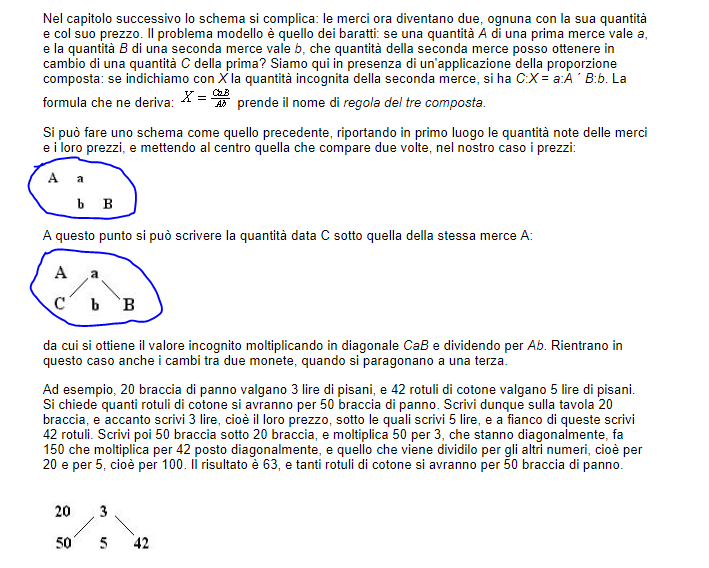 Nel capitolo successivo lo schema si complica: le merci ora diventano due, ognuna con la sua quantità
e col suo prezzo. Il problema modello è quello dei baratti: se una quantità A di una prima merce vale a,
e la quantità B di una seconda merce vale b, che quantità della seconda merce posso ottenere in
cambio di una quantità C della prima? Siamo qui in presenza di un'applicazione della proporzione
composta: se indichiamo con X la quantità incognita della seconda merce, si ha C:X = a:A ´ B:b. La
formula che ne deriva: X = CaB/Ab prende il nome di regola del tre composta.
Si può fare uno schema come quello precedente, riportando in primo luogo le quantità note delle merci
e i loro prezzi, e mettendo al centro quella che compare due volte, nel nostro caso i prezzi:
A a
b B
A questo punto si può scrivere la quantità data C sotto quella della stessa merce A:
A a
C b B
da cui si ottiene il valore incognito moltiplicando in diagonale CaB e dividendo per Ab. Rientrano in
questo caso anche i cambi tra due monete, quando si paragonano a una terza.
Ad esempio, 20 braccia di panno valgano 3 lire di pisani, e 42 rotuli di cotone valgano 5 lire di pisani.
Si chiede quanti rotuli di cotone si avranno per 50 braccia di panno. Scrivi dunque sulla tavola 20
braccia, e accanto scrivi 3 lire, cioè il loro prezzo, sotto le quali scrivi 5 lire, e a fianco di queste scrivi
42 rotuli. Scrivi poi 50 braccia sotto 20 braccia, e moltiplica 50 per 3, che stanno diagonalmente, fa
150 che moltiplica per 42 posto diagonalmente, e quello che viene dividilo per gli altri numeri, cioè per
20 e per 5, cioè per 100. Il risultato è 63, e tanti rotuli di cotone si avranno per 50 braccia di panno.
20 3
50 5 42